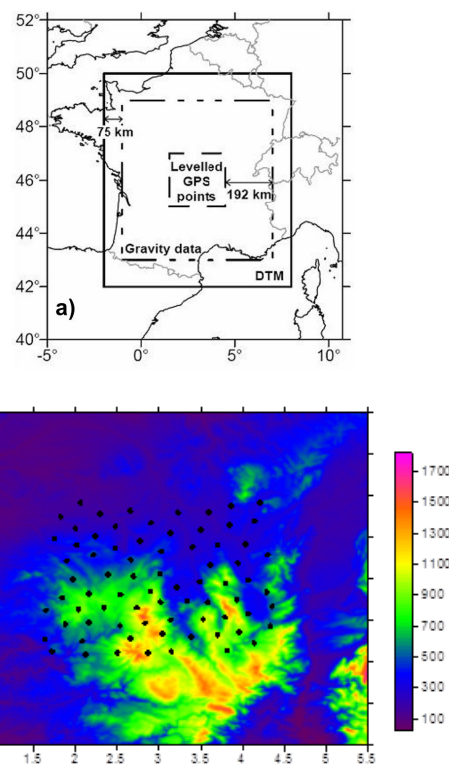 52°
50°
48°
46°
44°
42°
40°
75 km
Levelled
GPS
points
192 km
Gravity data
DTM
a)
-5° 0° 5° 10°
1700
1500
1300
1100
900
700
500
300
100
1.5 2 2.5 3 3.5 4 4.5 5 5.5